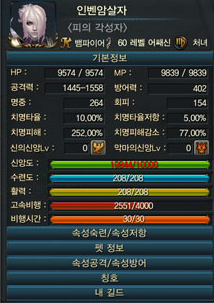 인벤암살자
<피의 각성자>
뱀파이어 60 레벨 어쌔신 처녀
기본정보
HP : 9574 / 9574 MP : 9839 / 9839
공격력 : 1445-1558 방어력 : 402
명중 : 264 회피 : 154
치명타율 : 10,00% 치명타율저항 : 5,00%
치명피해 : 252,00% 치명피해감소 : 77,00%
신의신앙Lv : 0 악마의신앙Lv : 0
신앙도 :
수련도 : 208/208
활력 : 208/208
고속비행 : 2551/4000
비행시간 : 30/30
속성숙련/속성저항
펫 정보
속성공격/속성방어
칭호
내 길드